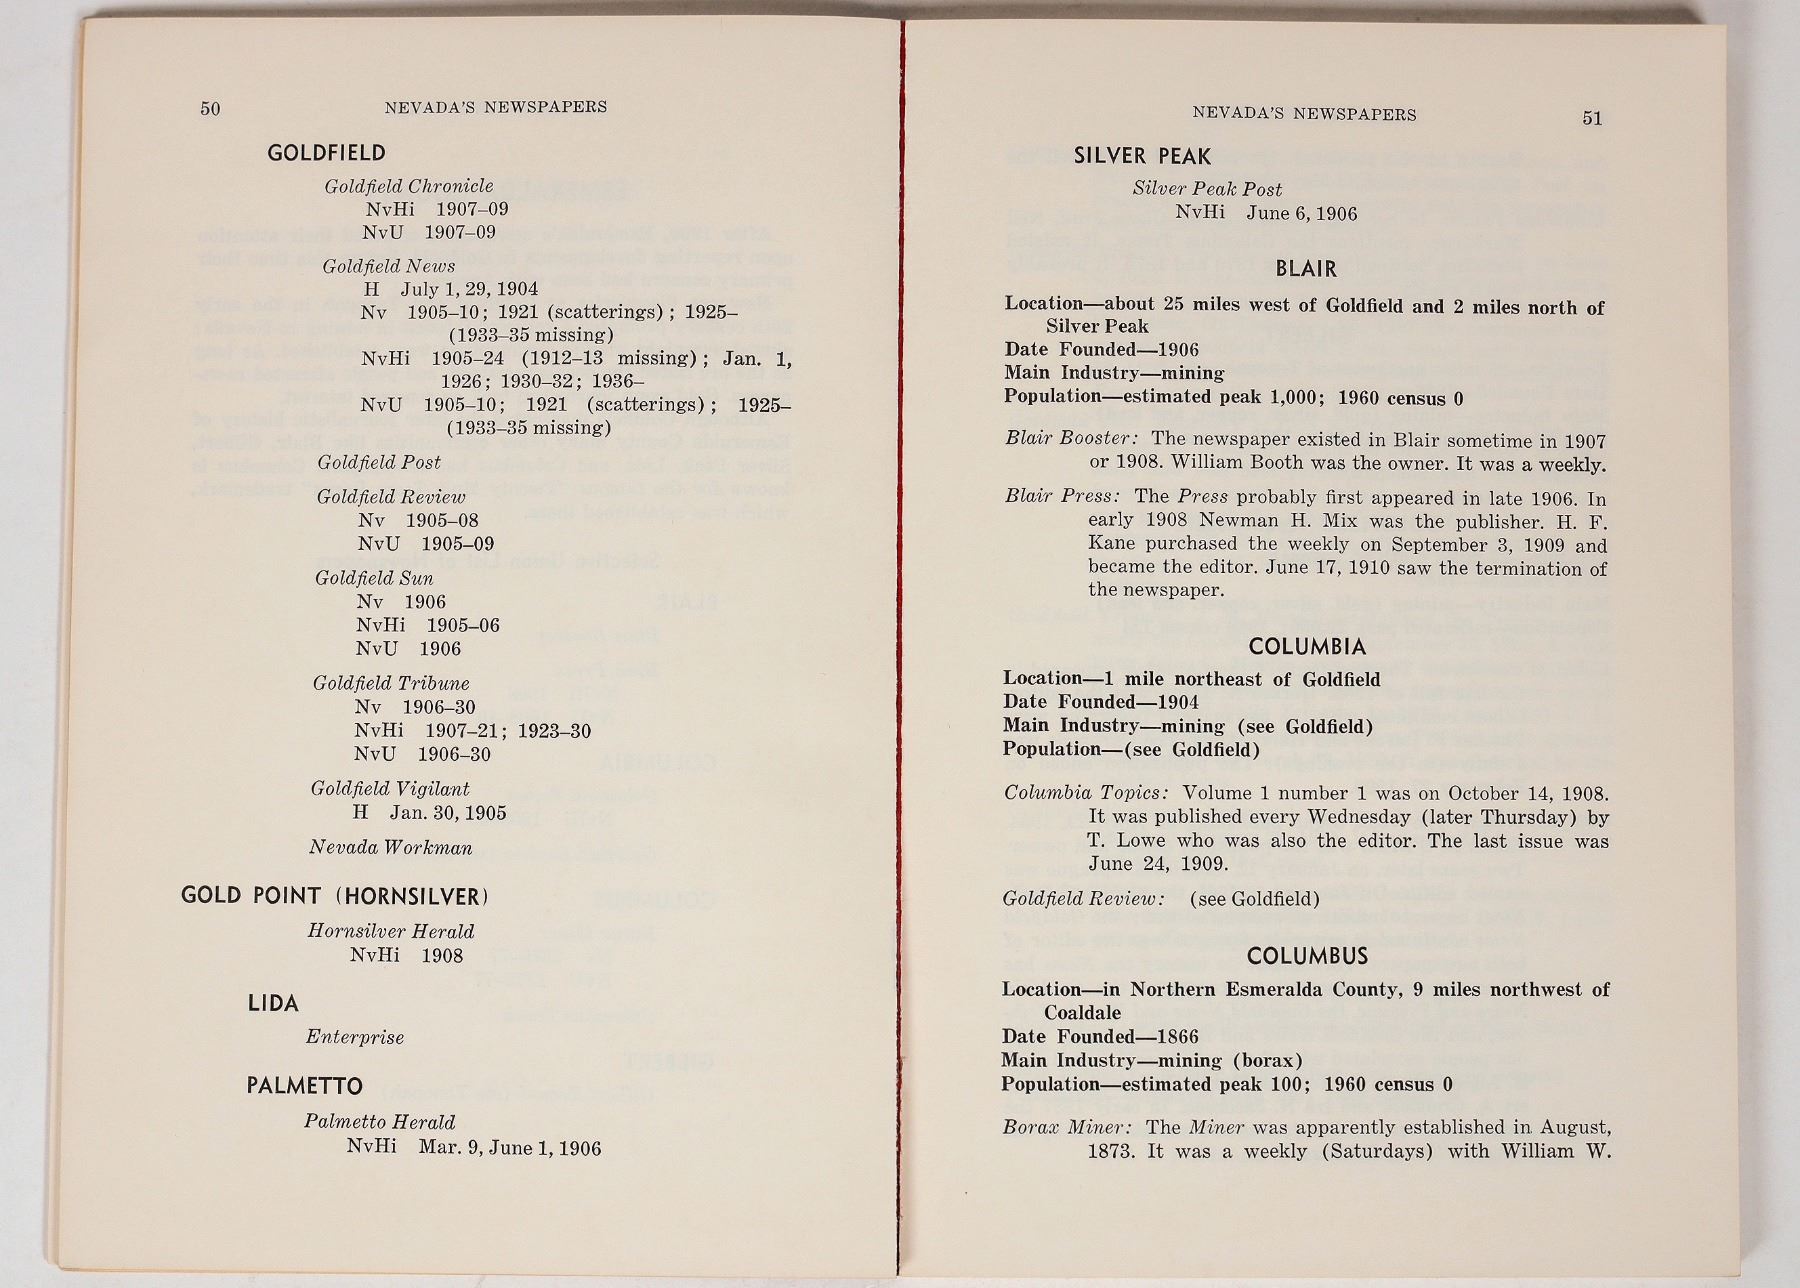 50
NEVADA'S NEWSPAPERS
GOLDFIELD
Goldfield Chronicle
NvHi 1907–09
NvU 1907–09
Goldfield News
H July 1, 29, 1904
Nv 1905–10; 1921 (scatterings); 1925–
(1933–35 missing)
NvHi 1905–24 (1912–13 missing); Jan. 1,
1926; 1930–32; 1936–
NvU 1905–10; 1921 (scatterings); 1925–
(1933–35 missing)
Goldfield Post
Goldfield Review
Nv 1905–08
NvU 1905–09
Goldfield Sun
Nv 1906
NvHi 1905–06
NvU 1906
Goldfield Tribune
Nv 1906–30
NvHi 1907–21; 1923–30
NvU 1906–30
Goldfield Vigilant
H Jan. 30, 1905
Nevada Workman
GOLD POINT (HORNSILVER)
Hornsilver Herald
NvHi 1908
LIDA
Enterprise
PALMETTO
Palmetto Herald
NvHi Mar. 9, June 1, 1906
NEVADA'S NEWSPAPERS
51
SILVER PEAK
Silver Peak Post
NvHi June 6, 1906
BLAIR
Location—about 25 miles west of Goldfield and 2 miles north of
Silver Peak
Date Founded—1906
Main Industry—mining
Population—estimated peak 1,000; 1960 census 0
Blair Booster: The newspaper existed in Blair sometime in 1907
or 1908. William Booth was the owner. It was a weekly.
Blair Press: The Press probably first appeared in late 1906. In
early 1908 Newman H. Mix was the publisher. H. F.
Kane purchased the weekly on September 3, 1909 and
became the editor. June 17, 1910 saw the termination of
the newspaper.
COLUMBIA
Location—1 mile northeast of Goldfield
Date Founded—1904
Main Industry—mining (see Goldfield)
Population—(see Goldfield)
Columbia Topics: Volume 1 number 1 was on October 14, 1908.
It was published every Wednesday (later Thursday) by
T. Lowe who was also the editor. The last issue was
June 24, 1909.
Goldfield Review: (see Goldfield)
COLUMBUS
Location—in Northern Esmeralda County, 9 miles northwest of
Coaldale
Date Founded—1866
Main Industry—mining (borax)
Population—estimated peak 100; 1960 census 0
Borax Miner: The Miner was apparently established in August,
1873. It was a weekly (Saturdays) with William W.